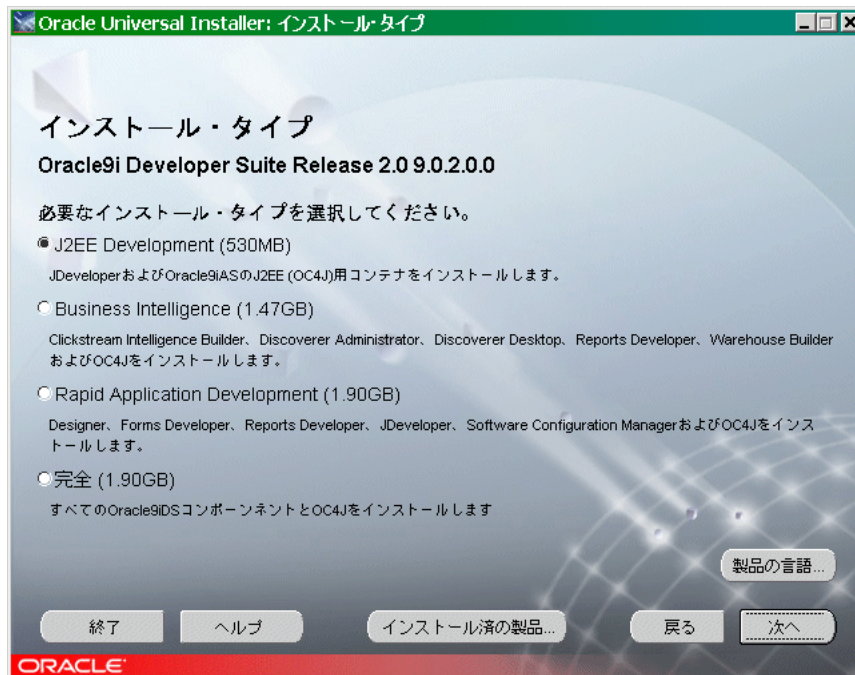 Oracle Universal Installer: インストール・タイプ
インストール・タイプ
Oracle9i Developer Suite Release 2.0 9.0.2.0.0
必要なインストール・タイプを選択してください。
J2EE Development (530MB)
JDeveloperおよびOracle9iASのJ2EE (OC4J)用コンテナをインストールします。
Business Intelligence (1.47GB)
Clickstream Intelligence Builder、Discoverer Administrator、Discoverer Desktop、Reports Developer、Warehouse Builder
およびOC4Jをインストールします。
Rapid Application Development (1.90GB)
Designer、Forms Developer、Reports Developer、JDeveloper、Software Configuration ManagerおよびOC4Jをインス
トールします。
完全 (1.90GB)
すべてのOracle9iDSコンポーンネントとOC4Jをインストールします
製品の言語...
終了 ヘルプ インストール済の製品... 戻る 次へ
ORACLE